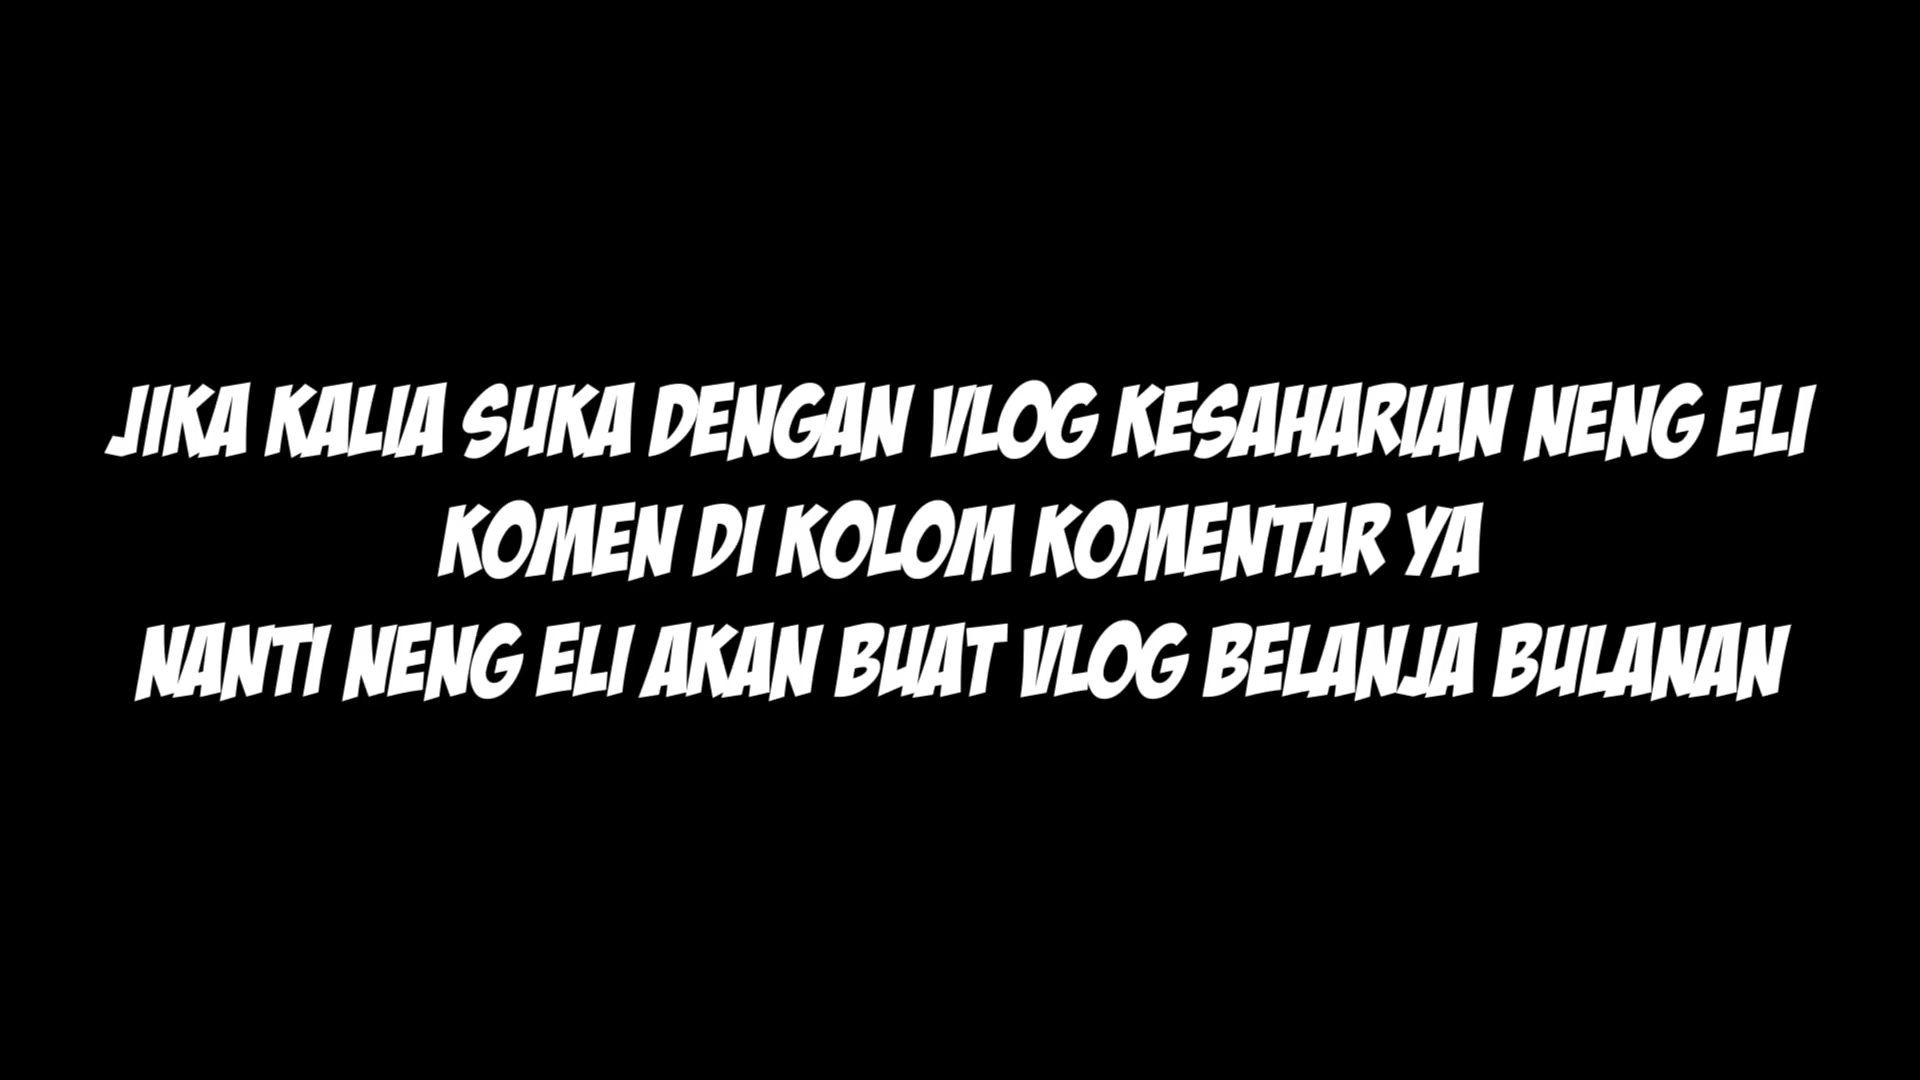 JIKA KALIA SUKA DENGAN VLOG KESAHARIAN NENG ELI
KOMEN DI KOLOM KOMENTAR YA
NANTI NENG ELI AKAN BUAT VLOG BELANJA BULANAN